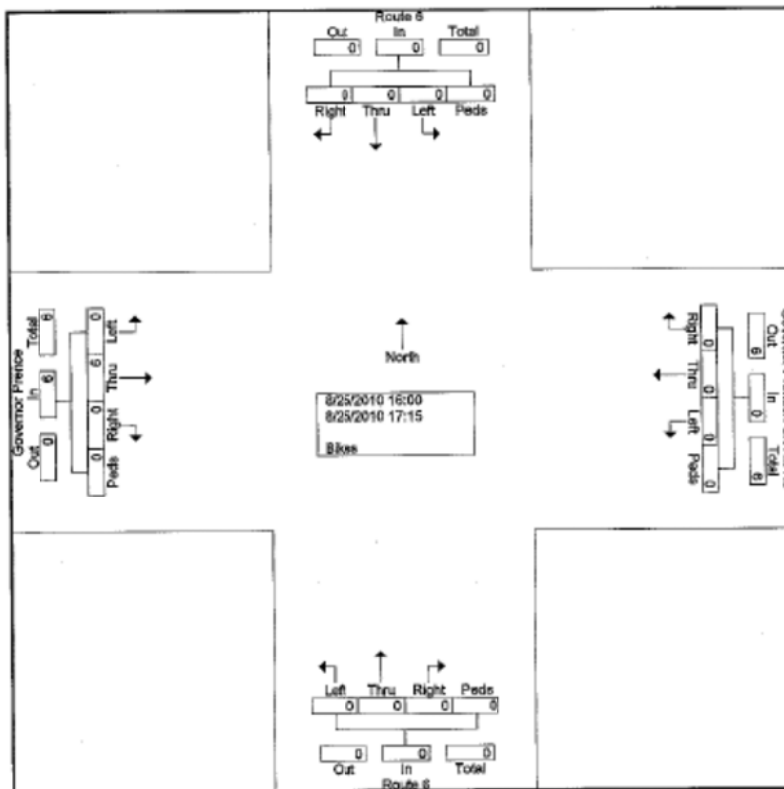 Route 6
Out In Total
0 0 0
0 0 0 0
Right Thru Left Peds
Governor Prence
Total In Out
6 6 0
0 6 0 0
Left Thru Right Peds
North
8/25/2010 16:00
8/25/2010 17:15
Bikes
Right Thru Left Peds
0 0 0 0
6 0 6
Out In Total
Left Thru Right Peds
0 0 0 0
0 0 0
Out In Total
Route 6